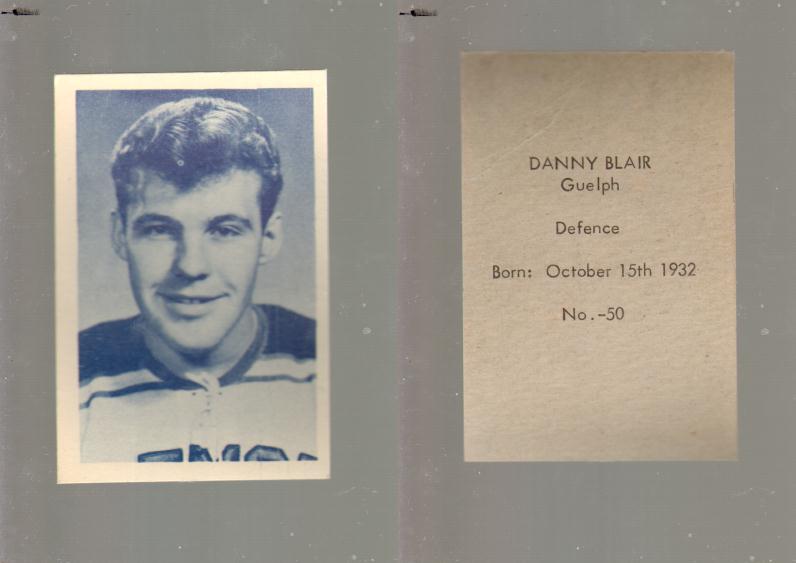 DANNY BLAIR
Guelph
Defence
Born: October 15th 1932
No.-50